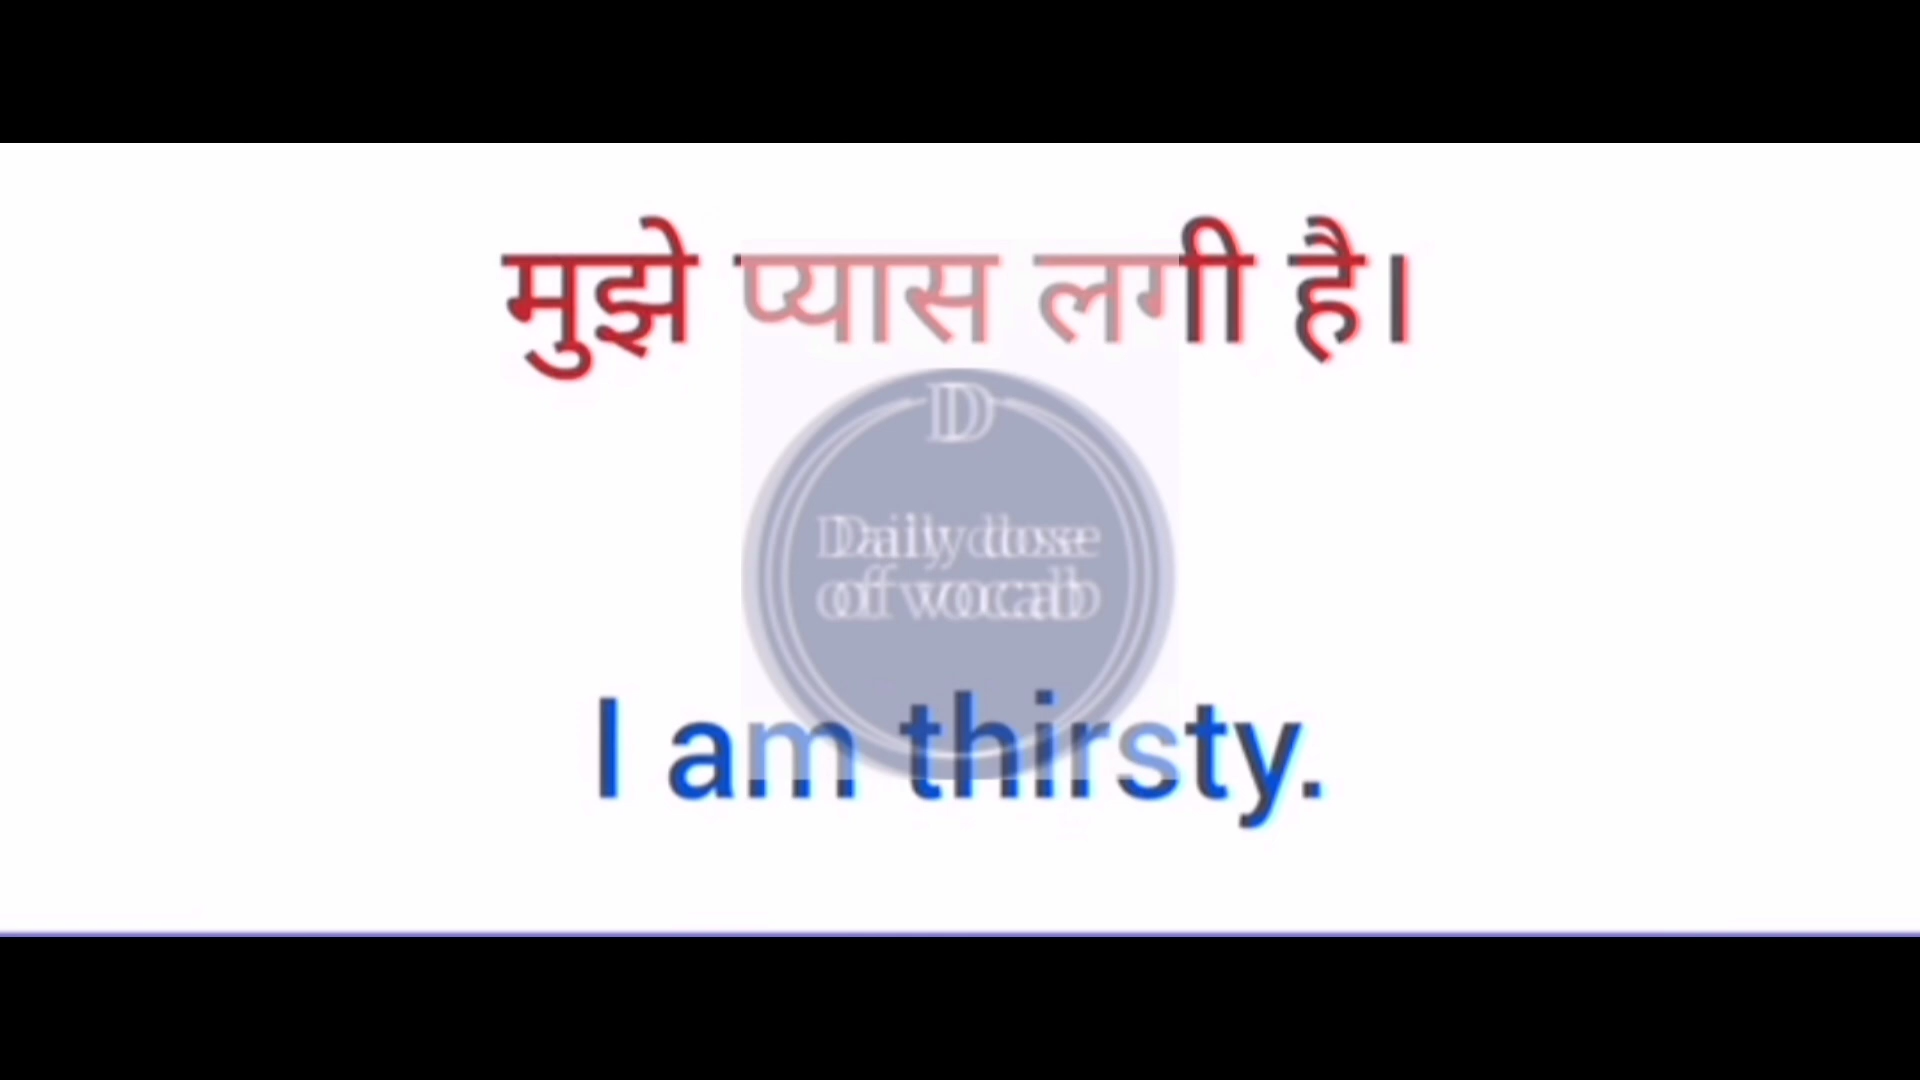 मुझे प्यास लगी है।
D
Daily dose
of vocab
I am thirsty.